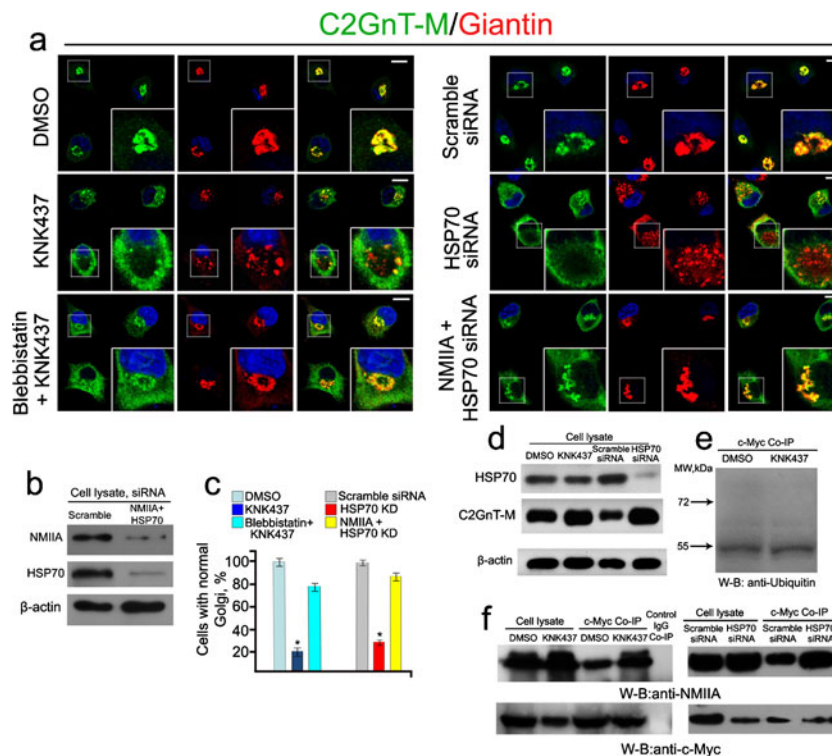 C2GnT-M/Giantin
a
DMSO
KNK437
Blebbistatin
+ KNK437
Scramble
siRNA
HSP70
siRNA
NMIIA +
HSP70 siRNA
b
Cell lysate, siRNA
Scramble
NMIIA+
HSP70
NMIIA
HSP70
β-actin
c
DMSO
KNK437
Blebbistatin+
KNK437
Scramble siRNA
HSP70 KD
NMIIA +
HSP70 KD
Cells with normal
Golgi, %
100
80
60
40
20
*
*
d
Cell lysate
DMSO KNK437 Scramble siRNA HSP70 siRNA
HSP70
C2GnT-M
β-actin
e
c-Myc Co-IP
MW,kDa
DMSO KNK437
72
55
W-B: anti-Ubiquitin
f
Cell lysate c-Myc Co-IP Control IgG Co-IP
DMSO KNK437 DMSO KNK437
Cell lysate c-Myc Co-IP
Scramble siRNA HSP70 siRNA Scramble siRNA HSP70 siRNA
W-B:anti-NMIIA
W-B:anti-c-Myc